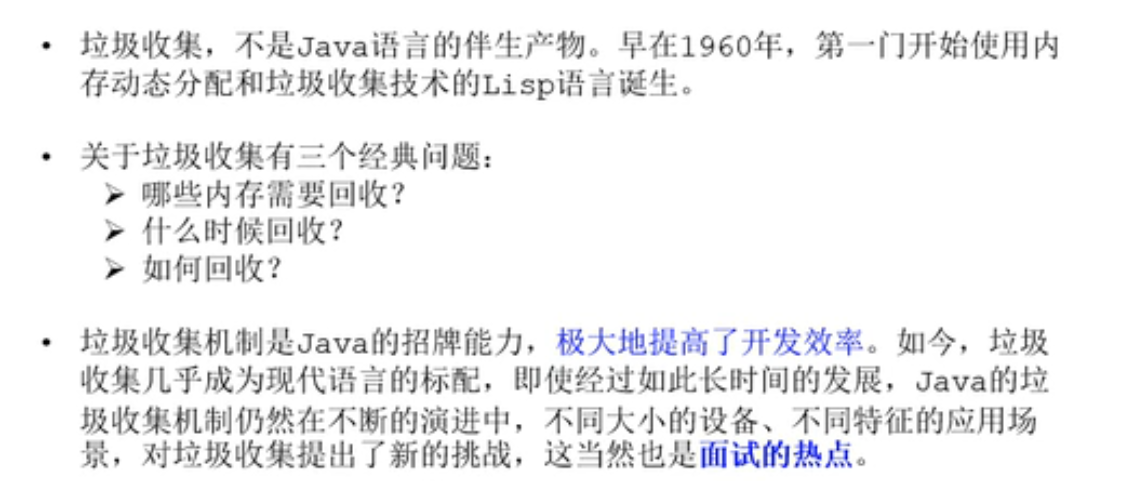 • 垃圾收集，不是Java语言的伴生产物。早在1960年，第一门开始使用内
存动态分配和垃圾收集技术的Lisp语言诞生。
• 关于垃圾收集有三个经典问题：
➢ 哪些内存需要回收？
➢ 什么时候回收？
➢ 如何回收？
• 垃圾收集机制是Java的招牌能力，极大地提高了开发效率。如今，垃圾
收集几乎成为现代语言的标配，即使经过如此长时间的发展，Java的垃
圾收集机制仍然在不断的演进中，不同大小的设备、不同特征的应用场
景，对垃圾收集提出了新的挑战，这当然也是面试的热点。